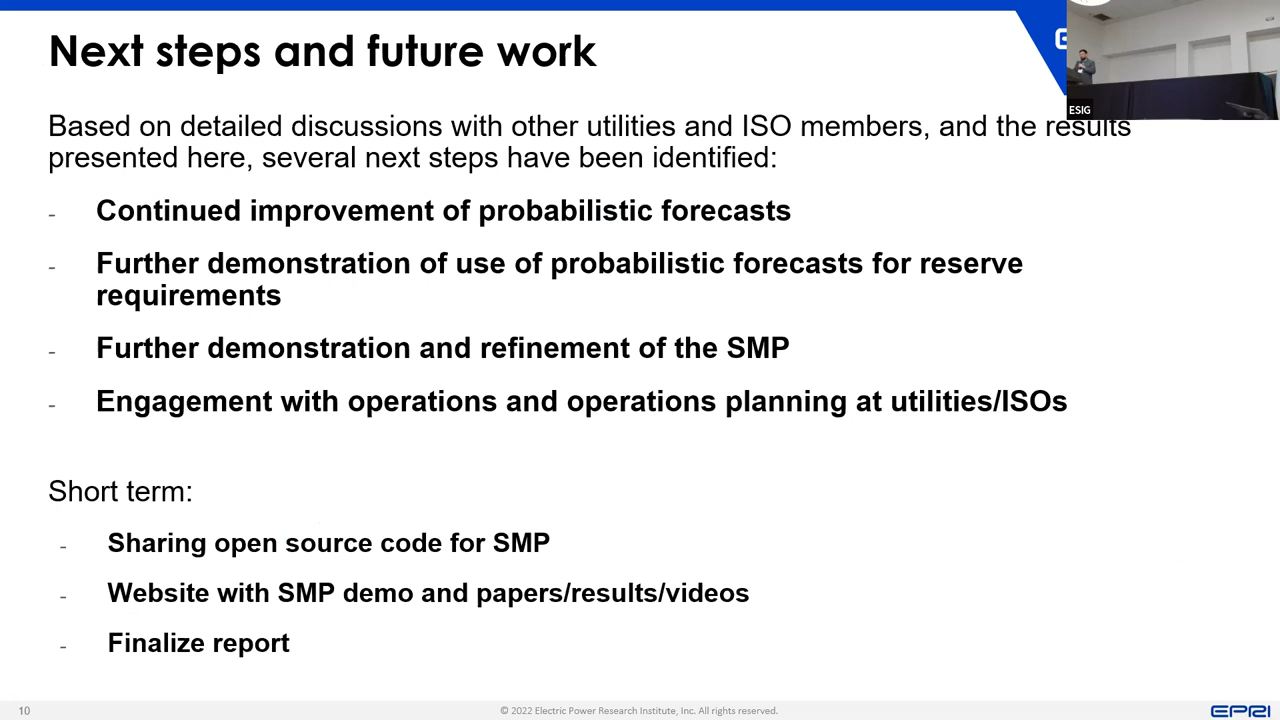 Next steps and future work
ESIG
Based on detailed discussions with other utilities and ISO members, and the results
presented here, several next steps have been identified:
- Continued improvement of probabilistic forecasts
- Further demonstration of use of probabilistic forecasts for reserve
requirements
- Further demonstration and refinement of the SMP
- Engagement with operations and operations planning at utilities/ISOs
Short term:
- Sharing open source code for SMP
- Website with SMP demo and papers/results/videos
- Finalize report
10
© 2022 Electric Power Research Institute, Inc. All rights reserved.
EPRI